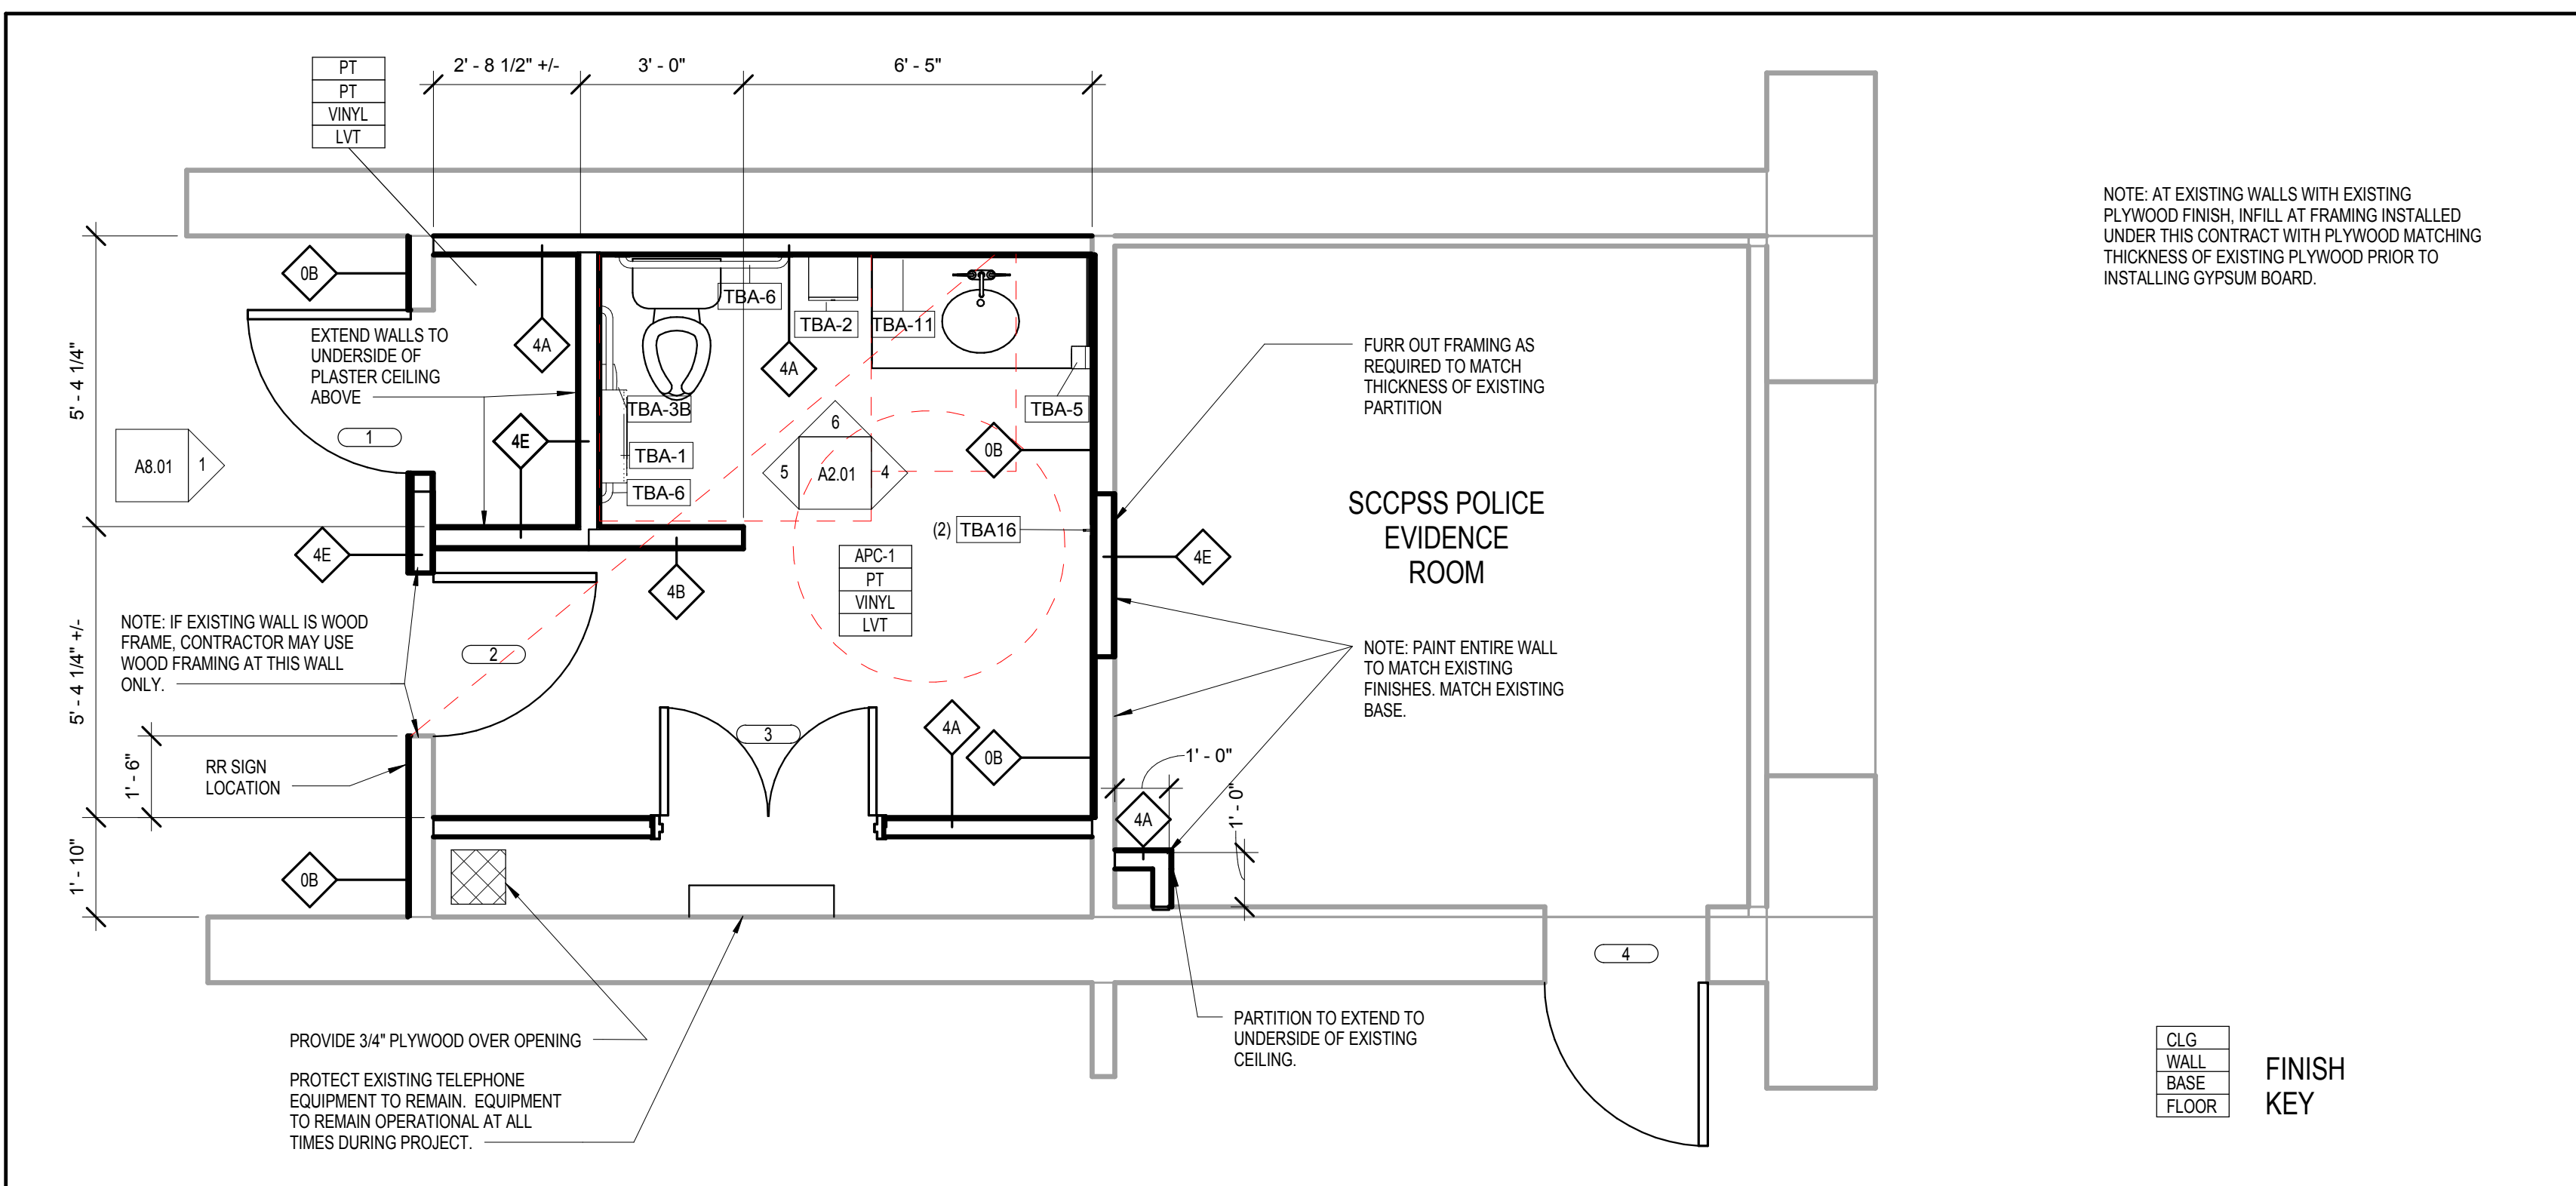 PT
PT
VINYL
LVT
2' - 8 1/2" +/-
3' - 0"
6' - 5"
NOTE: AT EXISTING WALLS WITH EXISTING
PLYWOOD FINISH, INFILL AT FRAMING INSTALLED
UNDER THIS CONTRACT WITH PLYWOOD MATCHING
THICKNESS OF EXISTING PLYWOOD PRIOR TO
INSTALLING GYPSUM BOARD.
0B
TBA-6
TBA-2
TBA-11
EXTEND WALLS TO
UNDERSIDE OF
PLASTER CEILING
ABOVE
4A
4A
5' - 4 1/4"
FURR OUT FRAMING AS
REQUIRED TO MATCH
THICKNESS OF EXISTING
PARTITION
TBA-3B
TBA-5
1
4E
6
0B
A8.01
1
TBA-1
5
A2.01
4
TBA-6
SCCPSS POLICE
EVIDENCE
ROOM
(2)
TBA16
4E
4E
APC-1
PT
VINYL
LVT
4B
NOTE: IF EXISTING WALL IS WOOD
FRAME, CONTRACTOR MAY USE
WOOD FRAMING AT THIS WALL
ONLY.
5' - 4 1/4" +/-
2
NOTE: PAINT ENTIRE WALL
TO MATCH EXISTING
FINISHES. MATCH EXISTING
BASE.
3
4A
0B
1' - 6"
RR SIGN
LOCATION
1' - 0"
1' - 0"
4A
1' - 10"
0B
4
PROVIDE 3/4" PLYWOOD OVER OPENING
PROTECT EXISTING TELEPHONE
EQUIPMENT TO REMAIN. EQUIPMENT
TO REMAIN OPERATIONAL AT ALL
TIMES DURING PROJECT.
PARTITION TO EXTEND TO
UNDERSIDE OF EXISTING
CEILING.
CLG
WALL
BASE
FLOOR
FINISH
KEY